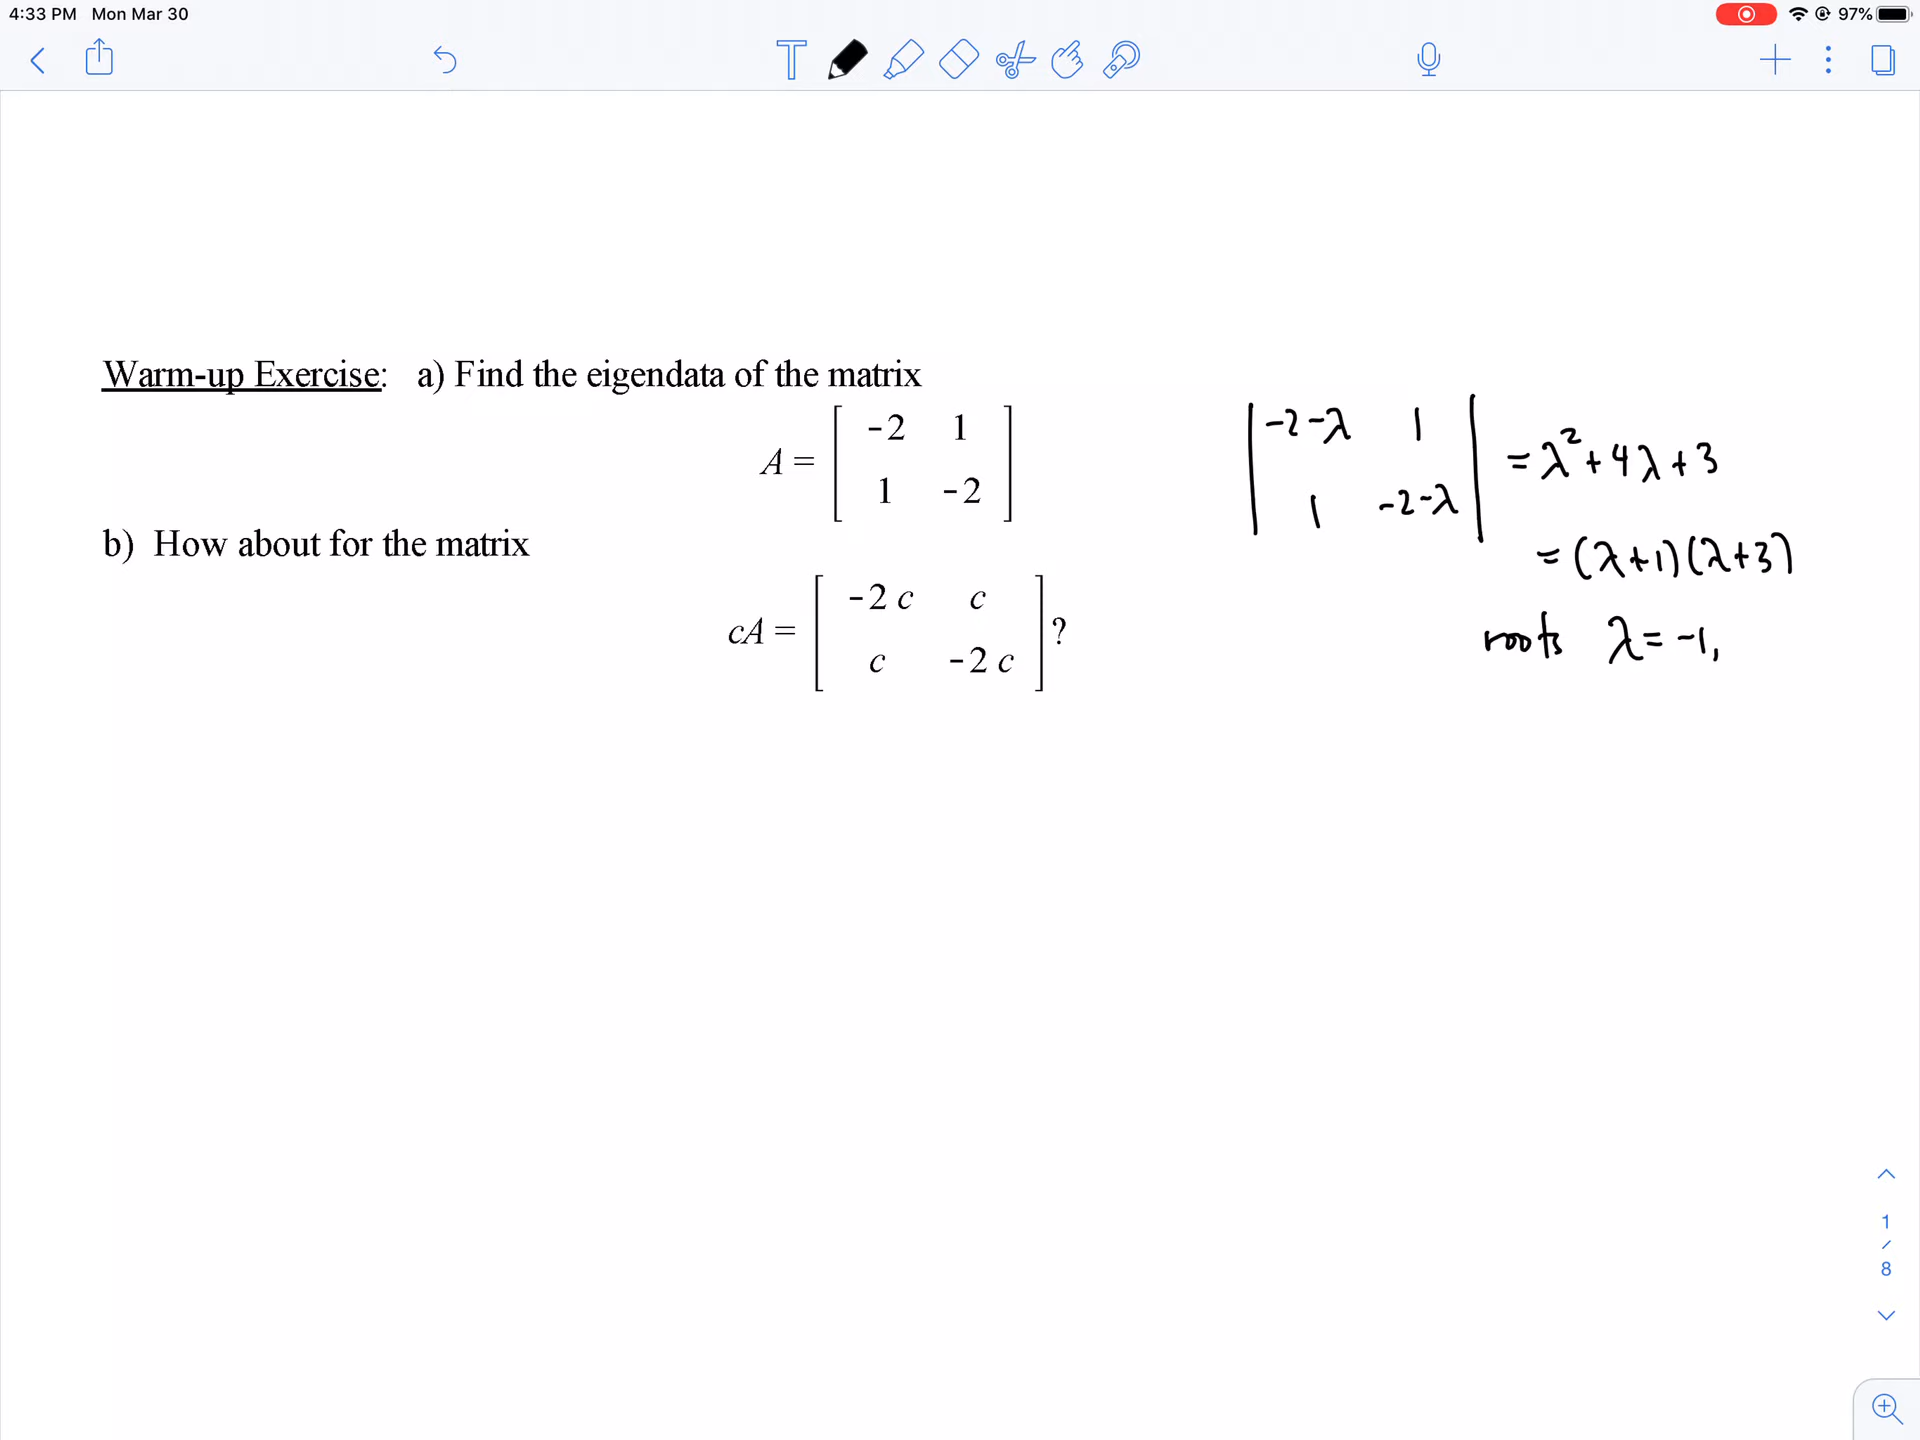 4:33 PM Mon Mar 30
97%
Warm-up Exercise: a) Find the eigendata of the matrix
A = [ -2 1
1 -2 ]
b) How about for the matrix
cA = [ -2 c c
c -2 c ] ?
| -2-λ 1
1 -2-λ | = λ² + 4λ + 3
= (λ+1)(λ+3)
roots λ = -1,
1
/
8